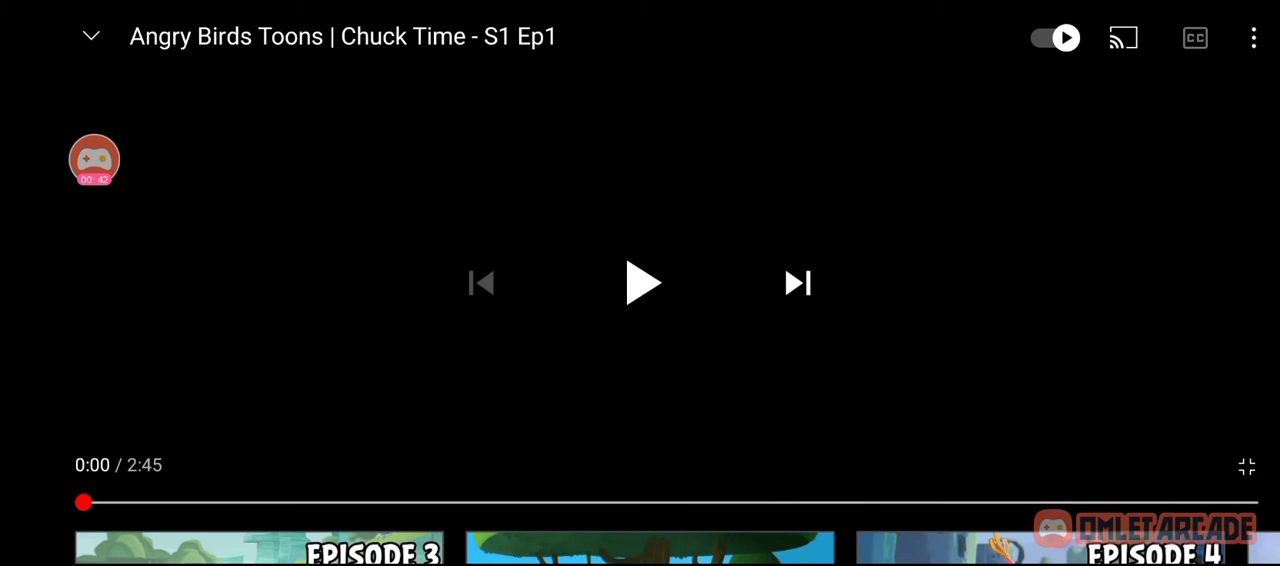 Angry Birds Toons | Chuck Time - S1 Ep1
CC
00:42
0:00 / 2:45
EPISODE 3
EPISODE 4
OMLET ARCADE